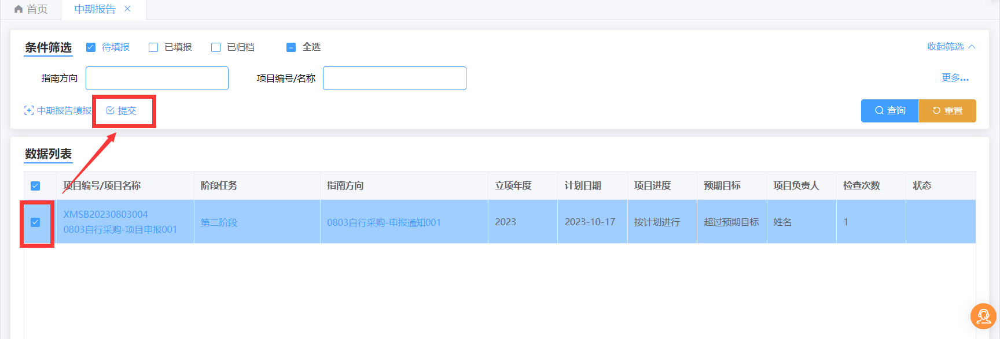 首页 中期报告
条件筛选 待填报 已填报 已归档 全选 收起筛选
指南方向 项目编号/名称 更多...
中期报告填报 提交 查询 重置
数据列表
项目编号/项目名称 阶段任务 指南方向 立项年度 计划日期 项目进度 预期目标 项目负责人 检查次数 状态
XMSB20230803004
0803自行采购-项目申报001 第二阶段 0803自行采购-申报通知001 2023 2023-10-17 按计划进行 超过预期目标 姓名 1